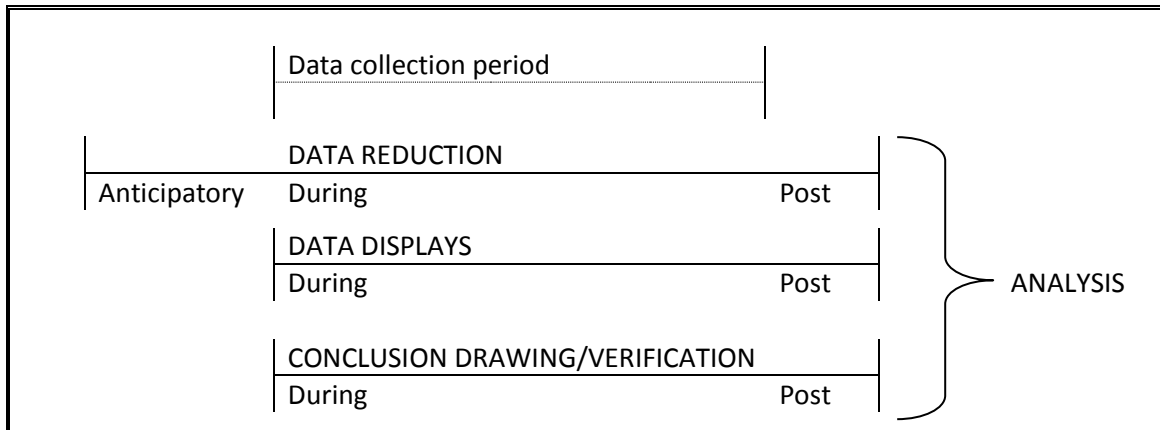 Data collection period
DATA REDUCTION
Anticipatory During Post
DATA DISPLAYS
During Post
ANALYSIS
CONCLUSION DRAWING/VERIFICATION
During Post